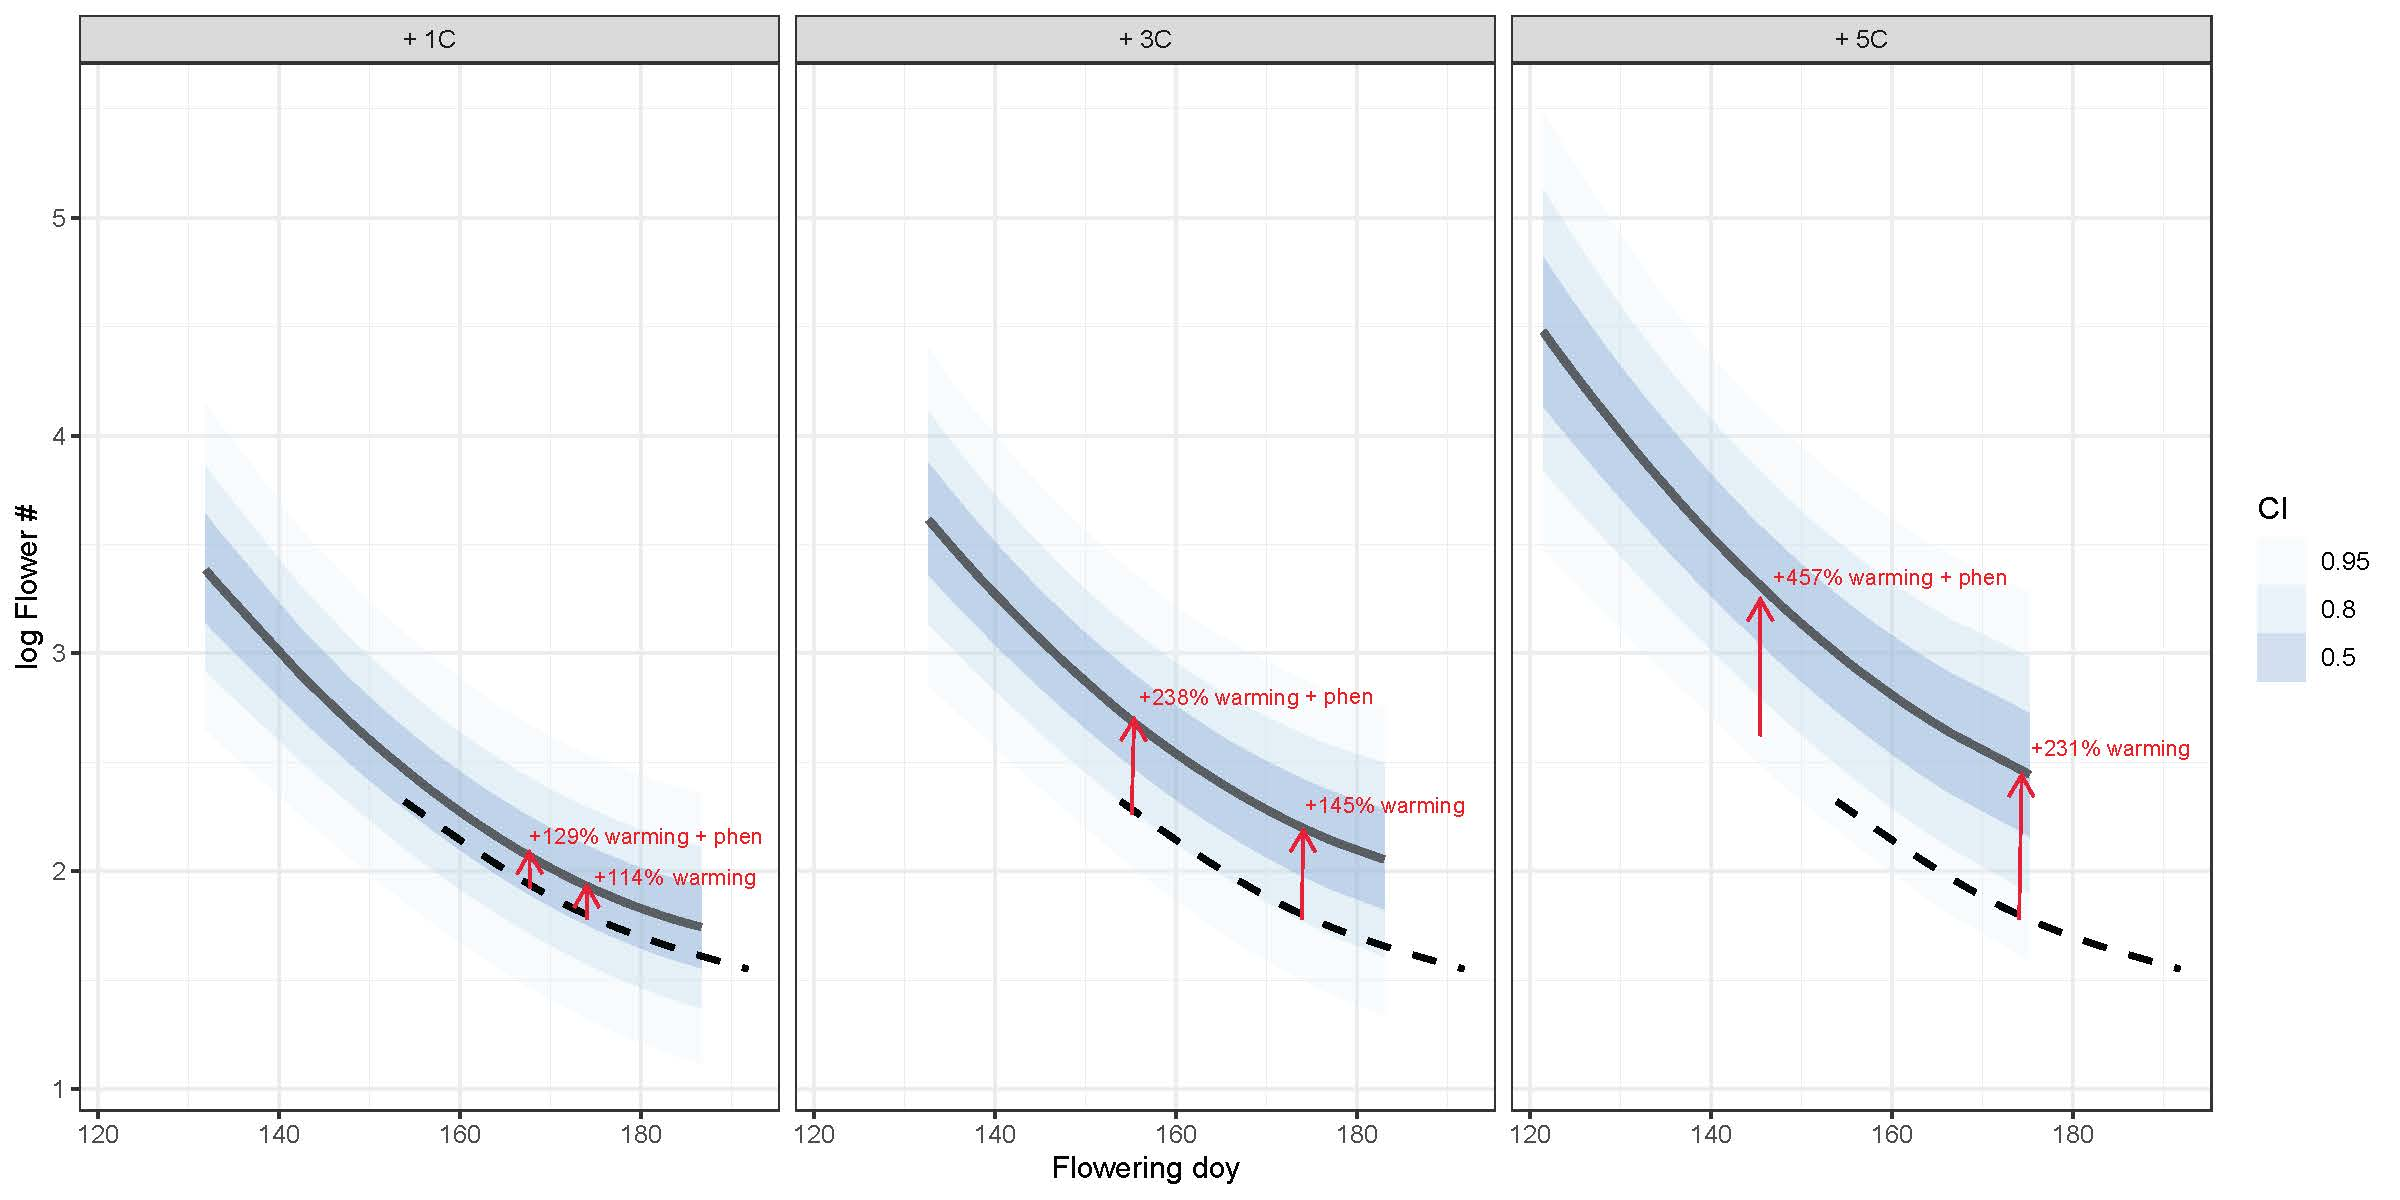 + 1C
+ 3C
+ 5C
log Flower #
5
4
3
2
1
+129% warming + phen
+114% warming
+238% warming + phen
+145% warming
+457% warming + phen
+231% warming
120 140 160 180
120 140 160 180
120 140 160 180
Flowering doy
CI
0.95
0.8
0.5